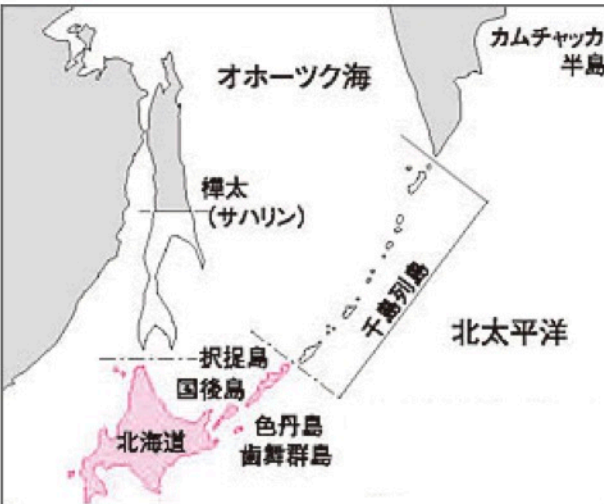 カムチャッカ
半島
オホーツク海
樺太
(サハリン)
千島列島
北太平洋
択捉島
国後島
色丹島
歯舞群島
北海道